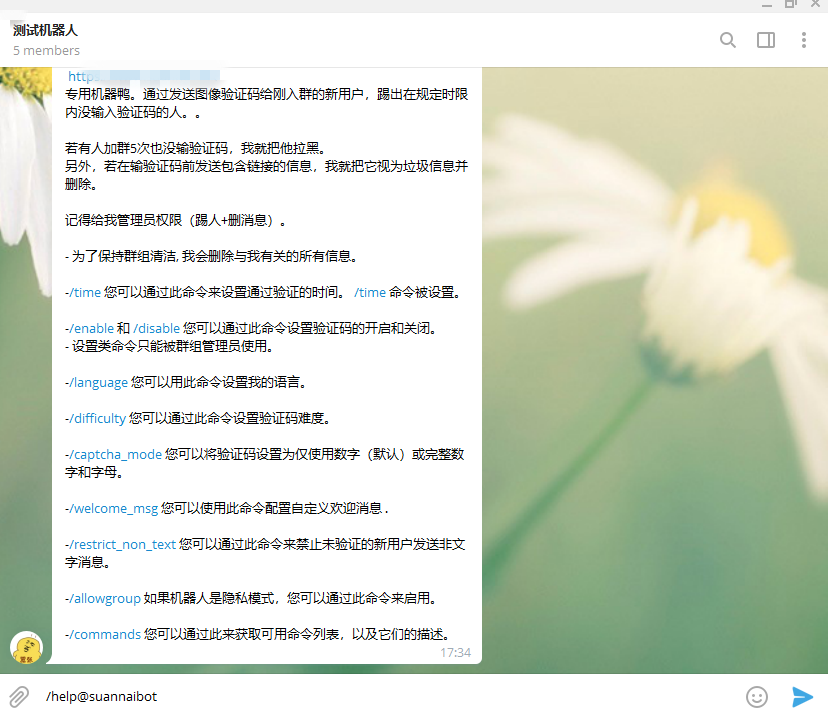 测试机器人
5 members
http
专用机器鸭。通过发送图像验证码给刚入群的新用户，踢出在规定时限
内没输入验证码的人。。
若有人加群5次也没输验证码，我就把他拉黑。
另外，若在输验证码前发送包含链接的信息，我就把它视为垃圾信息并
删除。
记得给我管理员权限（踢人+删消息）。
- 为了保持群组清洁, 我会删除与我有关的所有信息。
-/time 您可以通过此命令来设置通过验证的时间。 /time 命令被设置。
-/enable 和 /disable 您可以通过此命令设置验证码的开启和关闭。
- 设置类命令只能被群组管理员使用。
-/language 您可以用此命令设置我的语言。
-/difficulty 您可以通过此命令设置验证码难度。
-/captcha_mode 您可以将验证码设置为仅使用数字（默认）或完整数
字和字母。
-/welcome_msg 您可以使用此命令配置自定义欢迎消息 .
-/restrict_non_text 您可以通过此命令来禁止未验证的新用户发送非文
字消息。
-/allowgroup 如果机器人是隐私模式，您可以通过此命令来启用。
-/commands 您可以通过此来获取可用命令列表，以及它们的描述。
17:34
/help@suannaibot